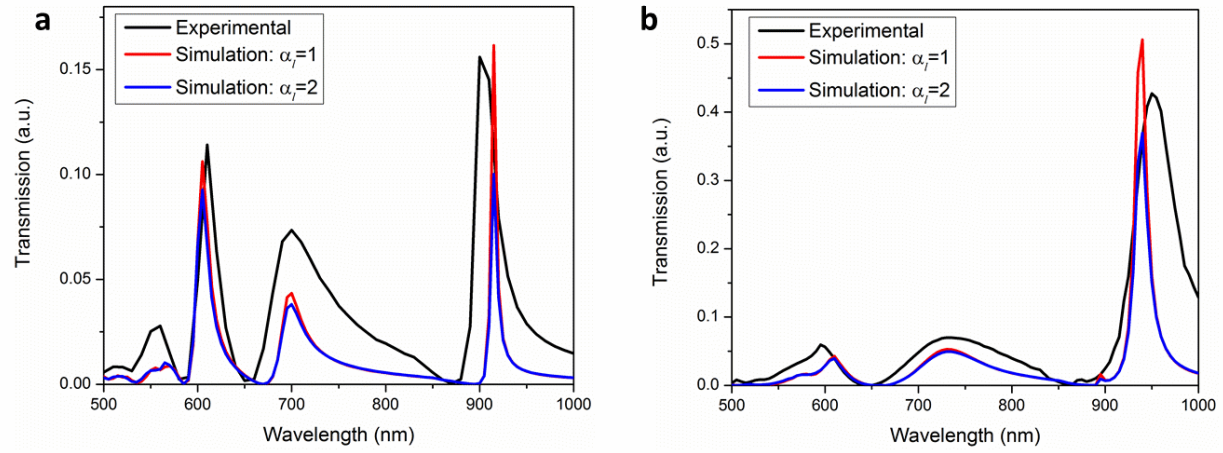 a
Experimental
Simulation: αl=1
Simulation: αl=2
Transmission (a.u.)
0.15
0.10
0.05
0.00
500 600 700 800 900 1000
Wavelength (nm)
b
Experimental
Simulation: αl=1
Simulation: αl=2
Transmission (a.u.)
0.5
0.4
0.3
0.2
0.1
0.0
500 600 700 800 900 1000
Wavelength (nm)